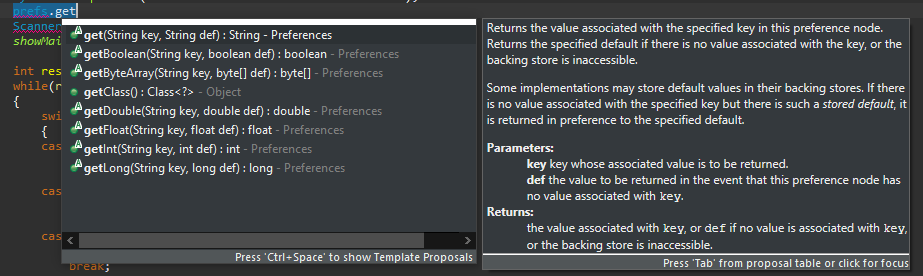 prefs.get
Scanner
showMai
int res
while(n
{
swi
{
cas
cas
cas
break;
get(String key, String def) : String - Preferences
getBoolean(String key, boolean def) : boolean - Preferences
getByteArray(String key, byte[] def) : byte[] - Preferences
getClass() : Class<?> - Object
getDouble(String key, double def) : double - Preferences
getFloat(String key, float def) : float - Preferences
getInt(String key, int def) : int - Preferences
getLong(String key, long def) : long - Preferences
Press 'Ctrl+Space' to show Template Proposals
Returns the value associated with the specified key in this preference node.
Returns the specified default if there is no value associated with the key, or the
backing store is inaccessible.
Some implementations may store default values in their backing stores. If there
is no value associated with the specified key but there is such a stored default, it
is returned in preference to the specified default.
Parameters:
key key whose associated value is to be returned.
def the value to be returned in the event that this preference node has
no value associated with key.
Returns:
the value associated with key, or def if no value is associated with key,
or the backing store is inaccessible.
Press 'Tab' from proposal table or click for focus